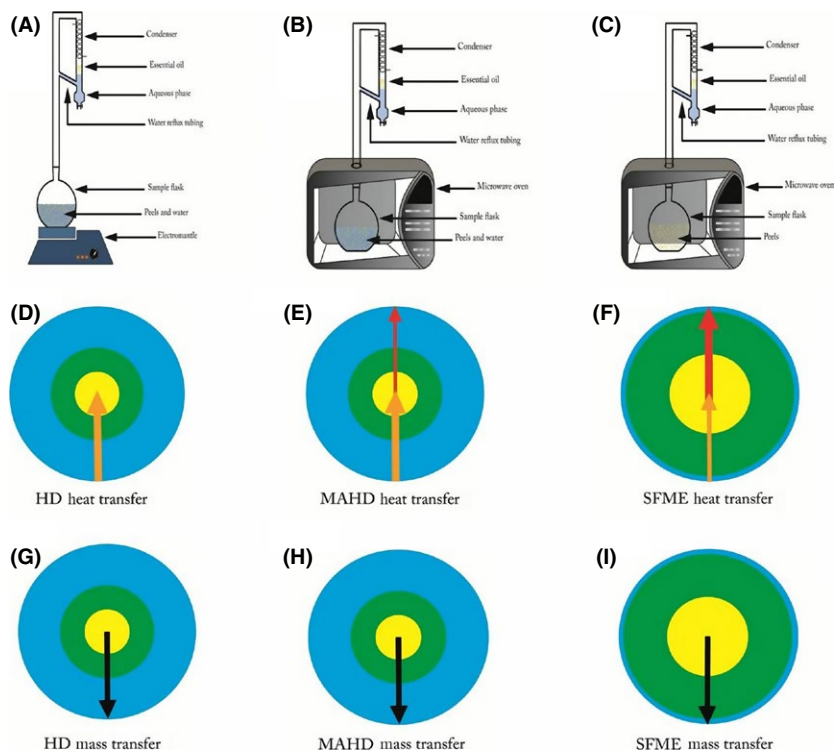 (A)
Condenser
Essential oil
Aqueous phase
Water reflux tubing
Sample flask
Peels and water
Electromantle
(B)
Condenser
Essential oil
Aqueous phase
Water reflux tubing
Microwave oven
Sample flask
Peels and water
(C)
Condenser
Essential oil
Aqueous phase
Water reflux tubing
Microwave oven
Sample flask
Peels
(D)
HD heat transfer
(E)
MAHD heat transfer
(F)
SFME heat transfer
(G)
HD mass transfer
(H)
MAHD mass transfer
(I)
SFME mass transfer